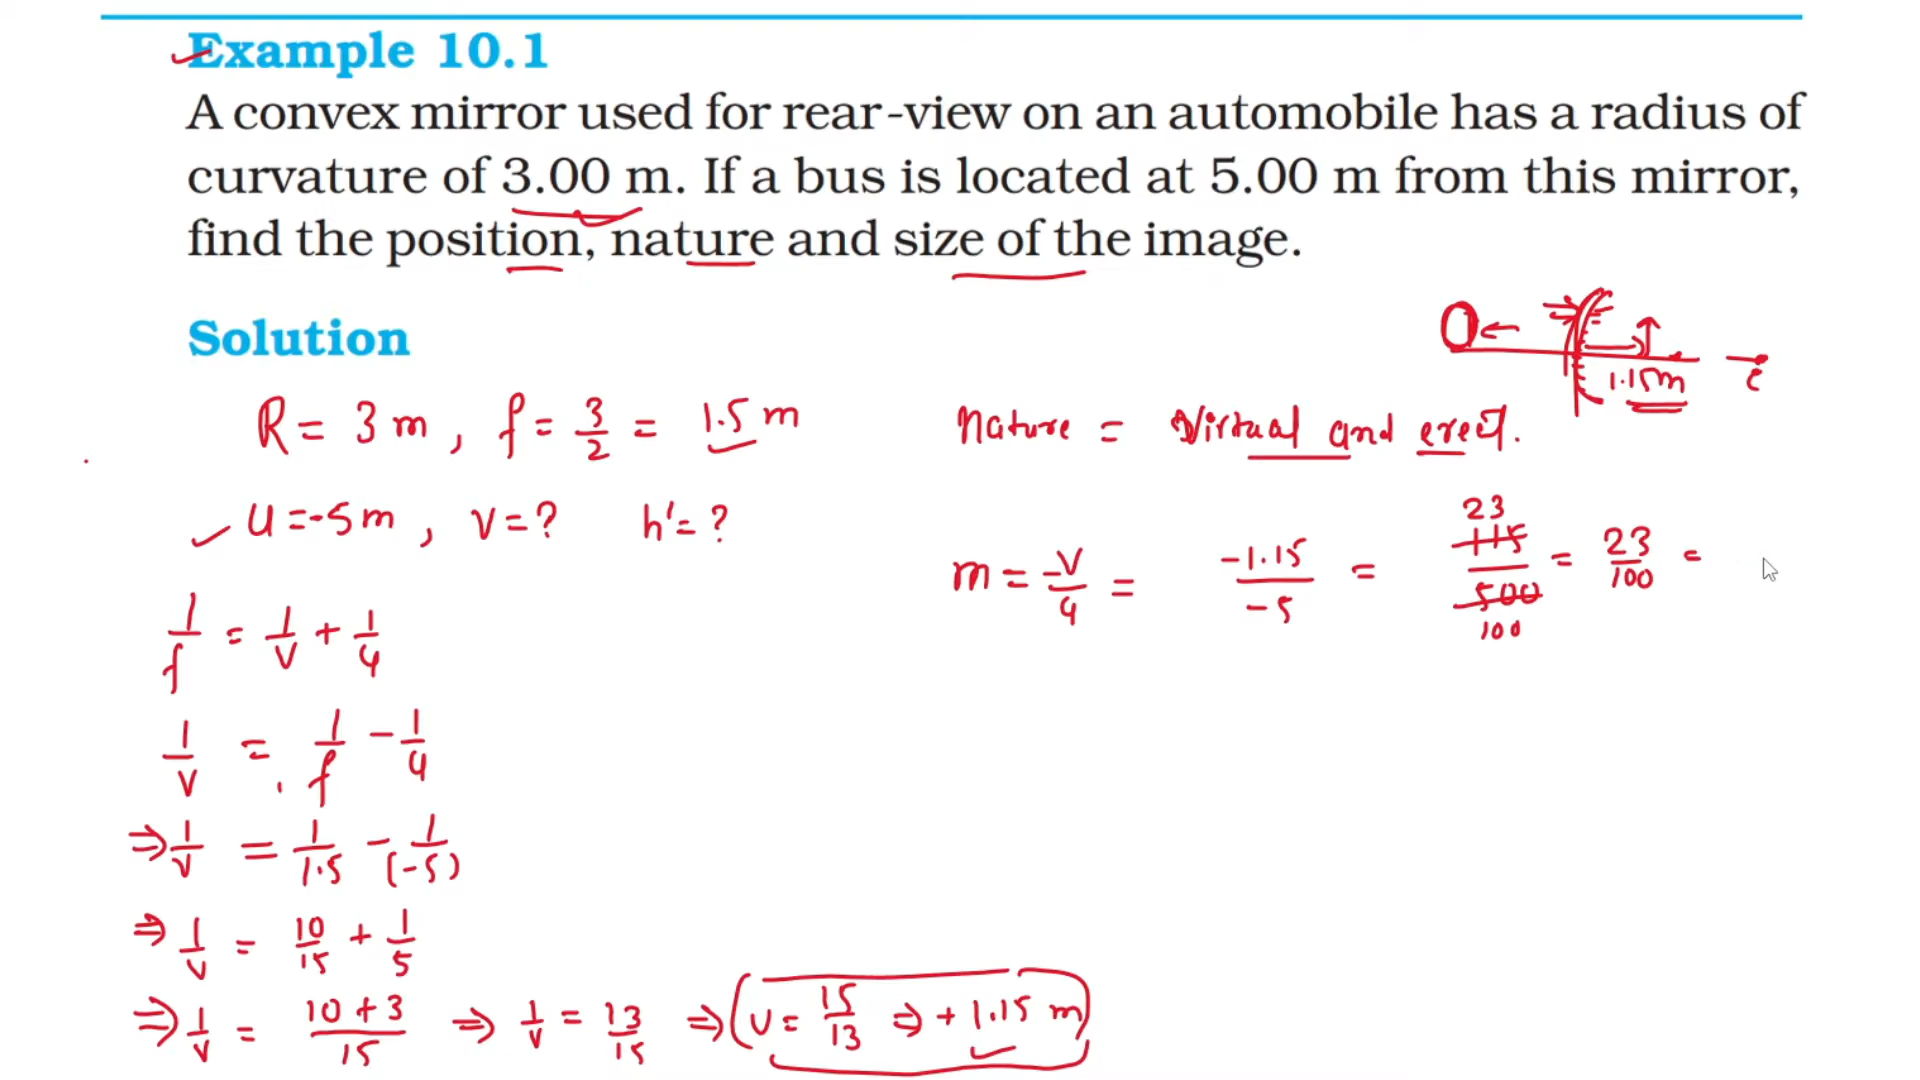 Example 10.1
A convex mirror used for rear-view on an automobile has a radius of
curvature of 3.00 m. If a bus is located at 5.00 m from this mirror,
find the position, nature and size of the image.
Solution
R = 3 m, f = 3/2 = 1.5 m
u = -5 m, v = ? h' = ?
1/f = 1/v + 1/u
1/v = 1/f - 1/u
⇒ 1/v = 1/1.5 - 1/(-5)
⇒ 1/v = 10/15 + 1/5
⇒ 1/v = 10 + 3/15 ⇒ 1/v = 13/15 ⇒ (v = 15/13 ⇒ + 1.15 m)
1.15m
Nature = Virtual and erect.
m = -v/u = -1.15/-5 = 115/500 = 23/100 =
23
100